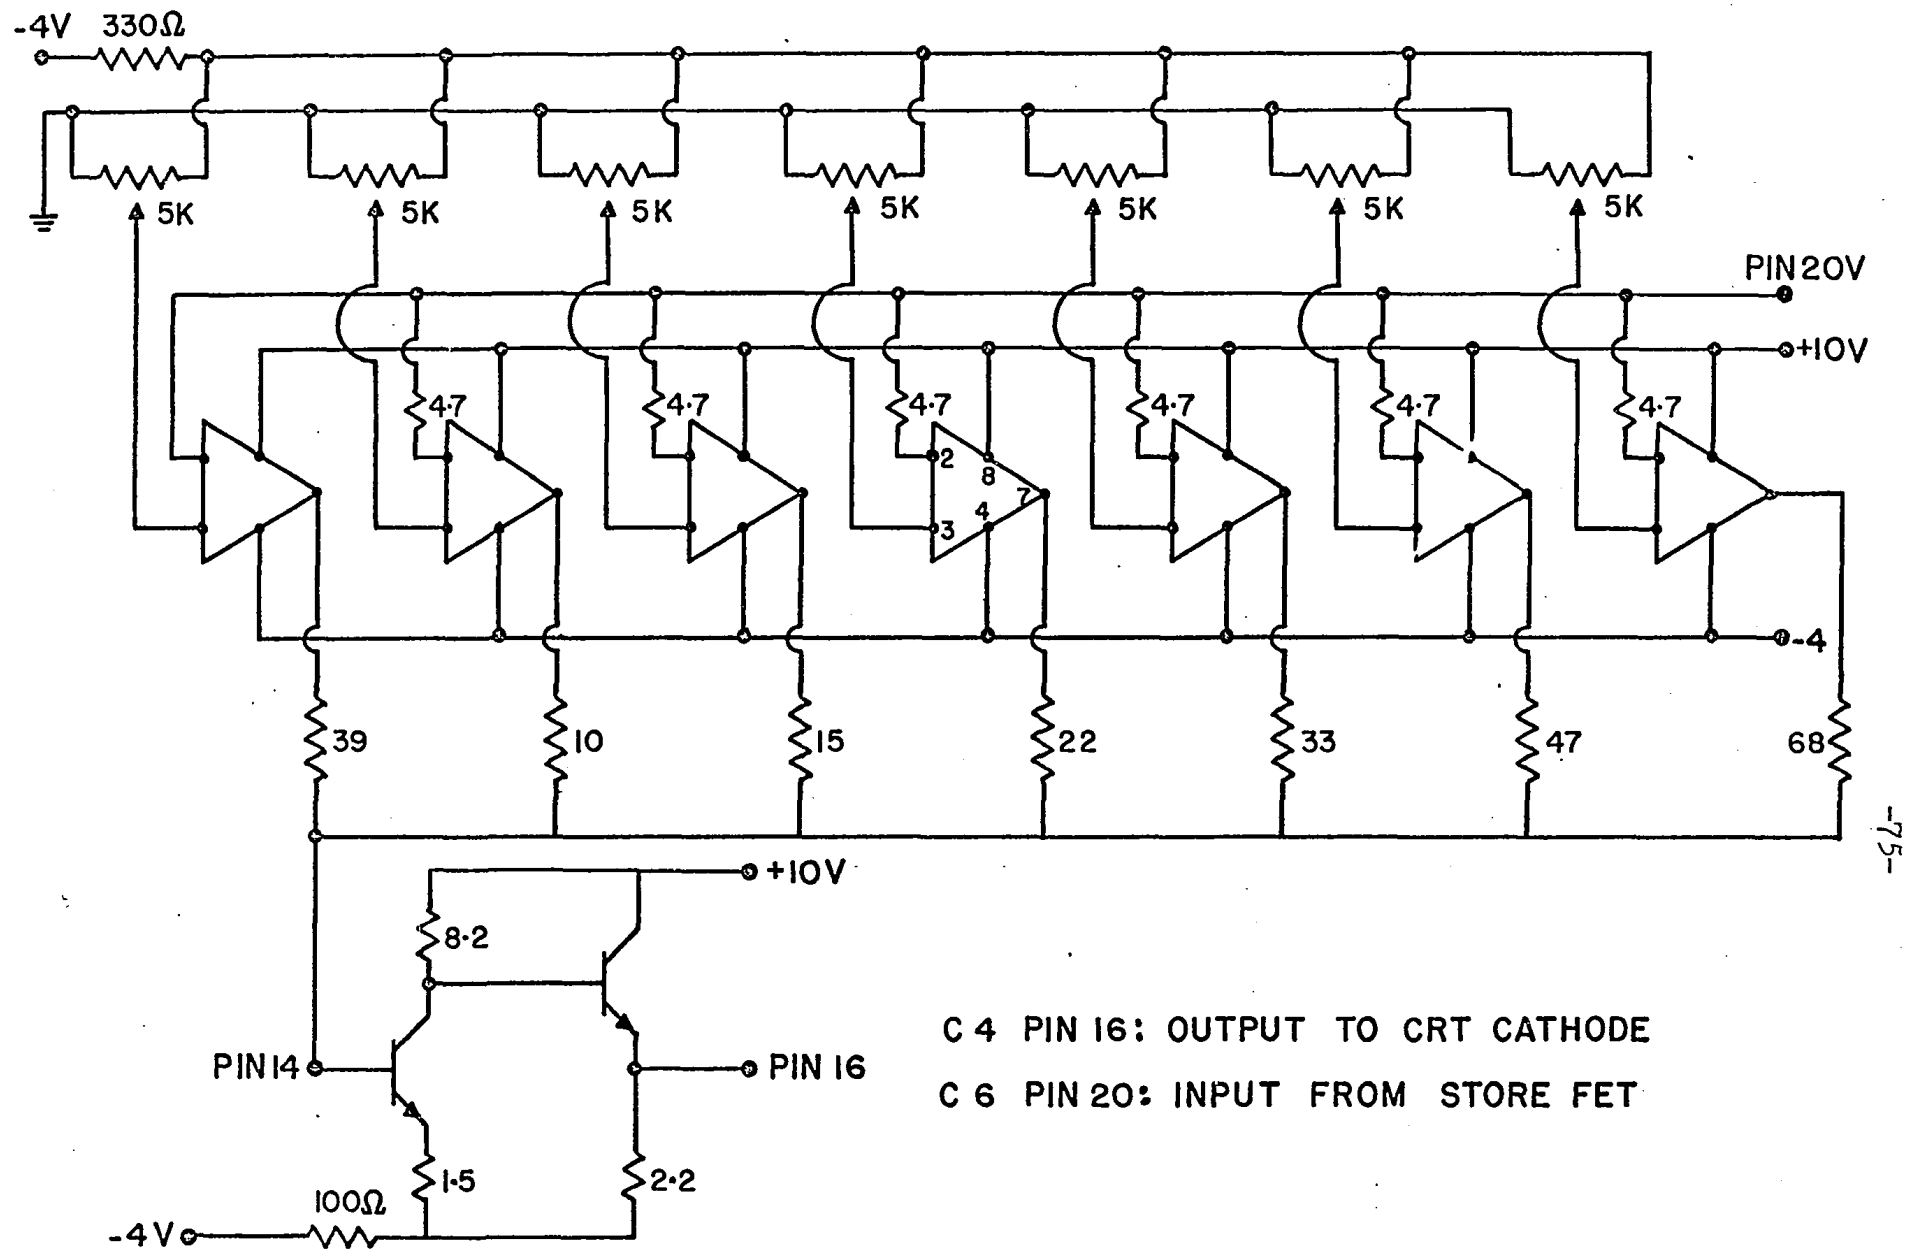 -4V 330Ω
5K 5K 5K 5K 5K 5K 5K
PIN 20V
+10V
4.7 4.7 4.7 4.7 4.7 4.7
2 8
3 4 7
-4
39 10 15 22 33 47 68
-75-
+10V
8.2
PIN 14
PIN 16
1.5
2.2
100Ω
-4V
C 4 PIN 16: OUTPUT TO CRT CATHODE
C 6 PIN 20: INPUT FROM STORE FET